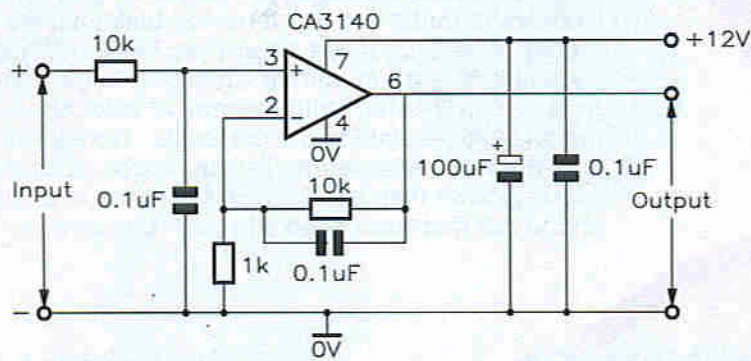 CA3140
10k
+12V
3
+
7
6
+
2
−
4
0V
+
100uF
0.1uF
10k
Input
0.1uF
Output
1k
0.1uF
-
0V